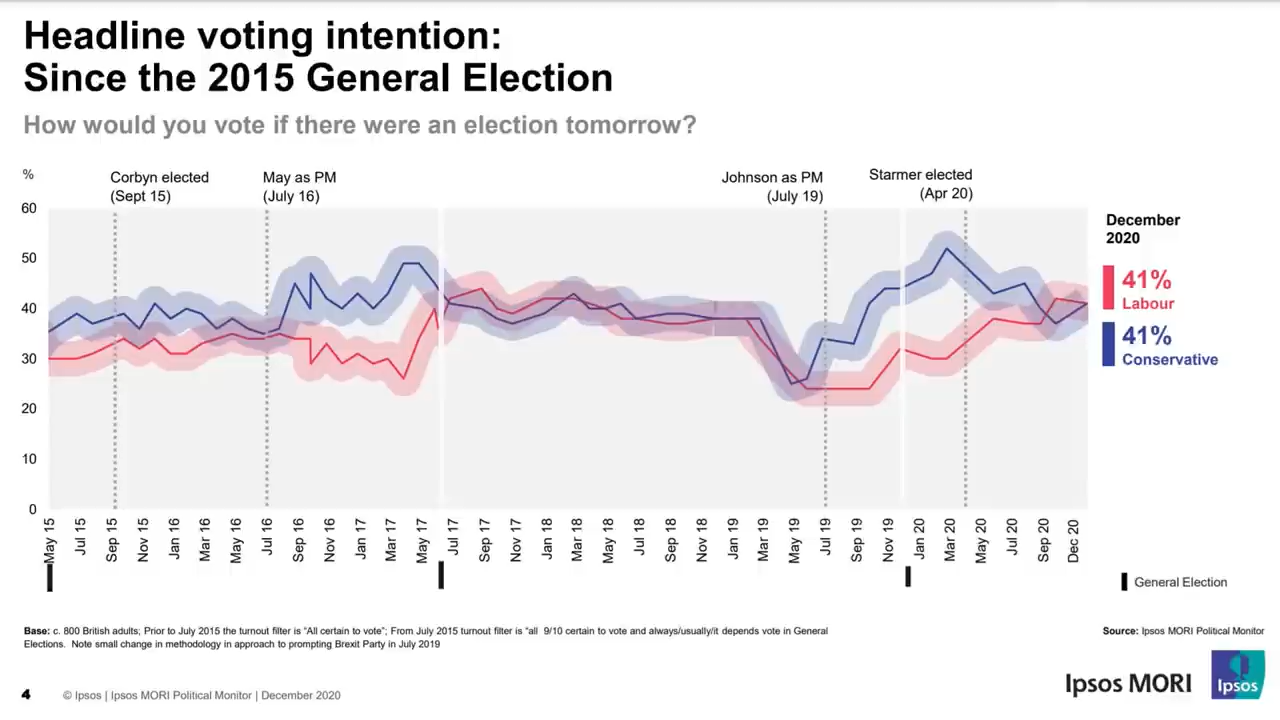 Headline voting intention:
Since the 2015 General Election
How would you vote if there were an election tomorrow?
%
Corbyn elected
(Sept 15)
May as PM
(July 16)
Johnson as PM
(July 19)
Starmer elected
(Apr 20)
60
50
40
30
20
10
0
December
2020
41%
Labour
41%
Conservative
May 15
Jul 15
Sep 15
Nov 15
Jan 16
Mar 16
May 16
Jul 16
Sep 16
Nov 16
Jan 17
Mar 17
May 17
Jul 17
Sep 17
Nov 17
Jan 18
Mar 18
May 18
Jul 18
Sep 18
Nov 18
Jan 19
Mar 19
May 19
Jul 19
Sep 19
Nov 19
Jan 20
Mar 20
May 20
Jul 20
Sep 20
Dec 20
General Election
Base: c. 800 British adults; Prior to July 2015 the turnout filter is “All certain to vote”; From July 2015 turnout filter is “all 9/10 certain to vote and always/usually/it depends vote in General
Elections. Note small change in methodology in approach to prompting Brexit Party in July 2019
Source: Ipsos MORI Political Monitor
4
© Ipsos | Ipsos MORI Political Monitor | December 2020
Ipsos MORI
Ipsos